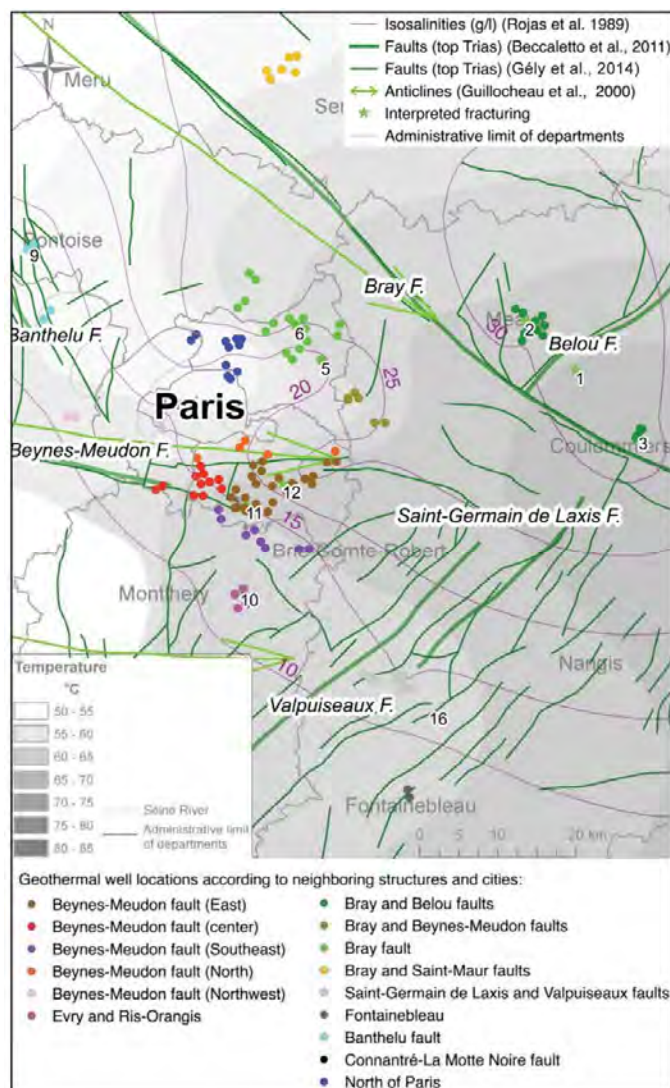 Isosalinities (g/l) (Rojas et al. 1989)
Faults (top Trias) (Beccaletto et al., 2011)
Faults (top Trias) (Gély et al., 2014)
Anticlines (Guillocheau et al., 2000)
Interpreted fracturing
Administrative limit of departments
N
Meru
Pontoise
9
Banthelu F.
Bray F.
Belou F.
30
2
1
3
6
5
25
20
Paris
Coulommiers
Beynes-Meudon F.
12
11
15
Saint-Germain de Laxis F.
Brie-Comte-Robert
Montlhéry
10
10
Nangis
Valpuiseaux F.
16
Fontainebleau
0 5 10 20 km
Temperature
°C
50 - 55
55 - 60
60 - 65
65 - 70
70 - 75
75 - 80
80 - 85
Seine River
Administrative limit
of departments
Geothermal well locations according to neighboring structures and cities:
Beynes-Meudon fault (East)
Beynes-Meudon fault (center)
Beynes-Meudon fault (Southeast)
Beynes-Meudon fault (North)
Beynes-Meudon fault (Northwest)
Evry and Ris-Orangis
Bray and Belou faults
Bray and Beynes-Meudon faults
Bray fault
Bray and Saint-Maur faults
Saint-Germain de Laxis and Valpuiseaux faults
Fontainebleau
Banthelu fault
Connantré-La Motte Noire fault
North of Paris